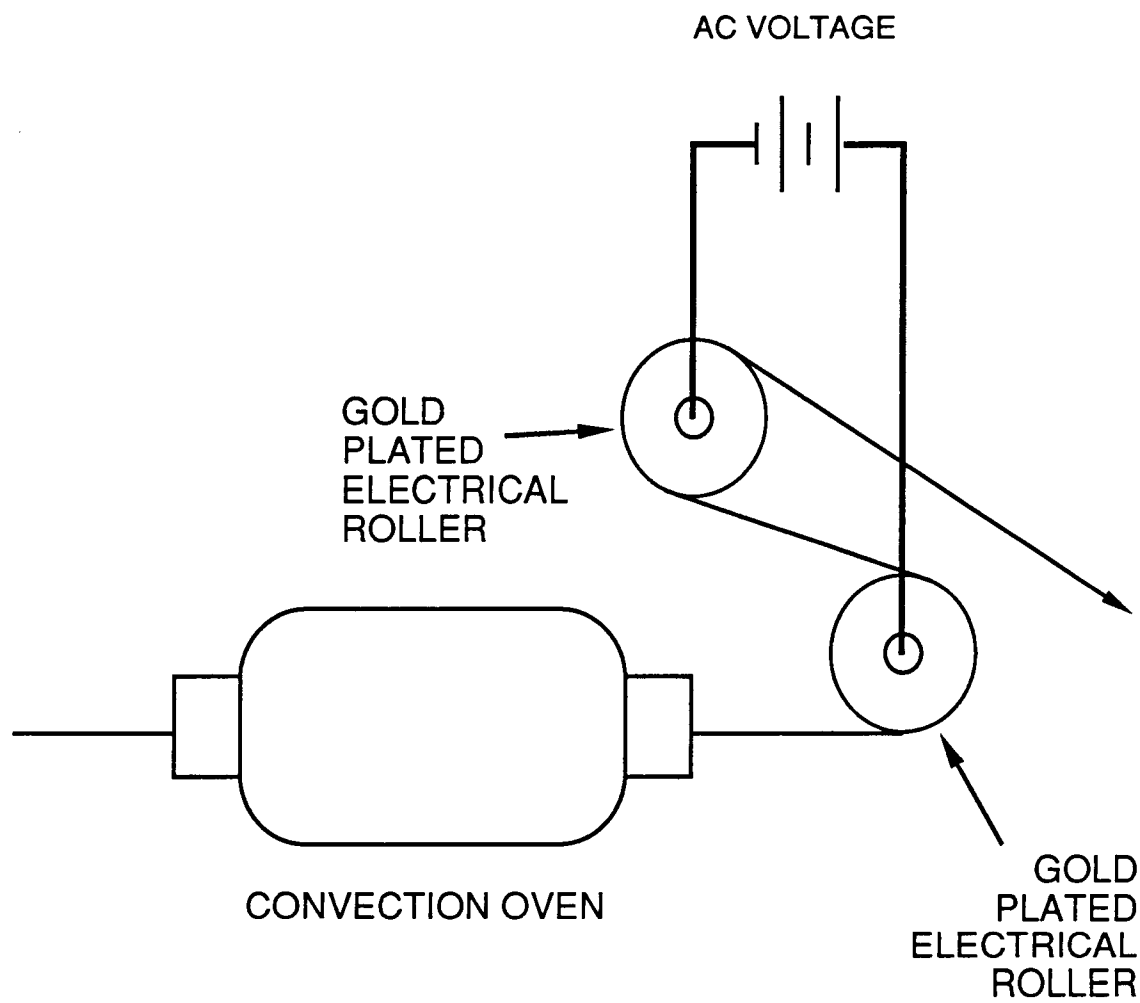 AC VOLTAGE
GOLD
PLATED
ELECTRICAL
ROLLER
CONVECTION OVEN
GOLD
PLATED
ELECTRICAL
ROLLER